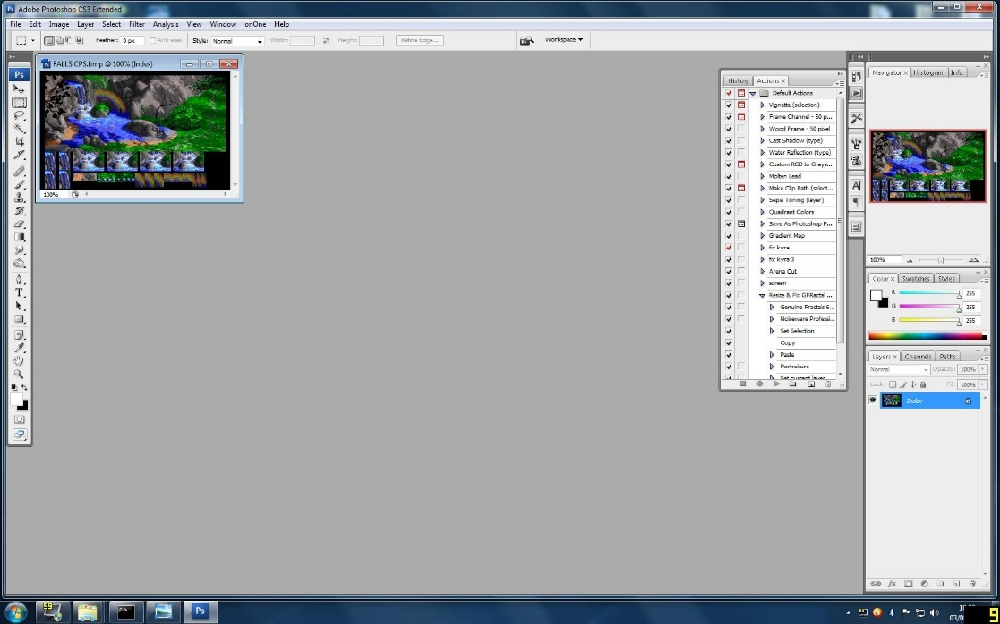 Ps Adobe Photoshop CS3 Extended
File Edit Image Layer Select Filter Analysis View Window onOne Help
Feather: 0 px Anti-alias Style: Normal Width: Height: Refine Edge... Workspace
Ps
FALLS.CPS.bmp @ 100% (Index)
100%
History Actions x
Default Actions
Vignette (selection)
Frame Channel - 50 p...
Wood Frame - 50 pixel
Cast Shadow (type)
Water Reflection (type)
Custom RGB to Grays...
Molten Lead
Make Clip Path (select...
Sepia Toning (layer)
Quadrant Colors
Save As Photoshop P...
Gradient Map
fix kyra
fix kyra 3
Arena Cut
screen
Resize & Fix GFRactal ...
Genuine Fractals 6...
Noiseware Professi...
Set Selection
Copy
Paste
Portraiture
Set current layer
Navigator x Histogram Info
100%
Color x Swatches Styles
R 255
G 255
B 255
Layers x Channels Paths
Normal Opacity: 100%
Lock: Fill: 100%
Index
99 Ps
03/0